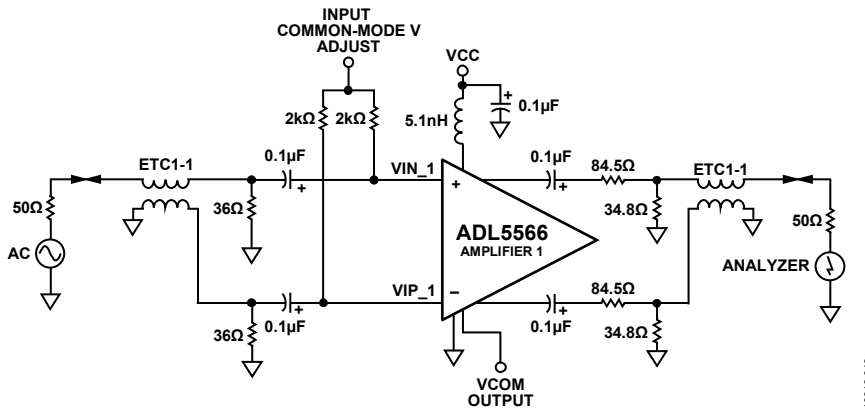 INPUT
COMMON-MODE V
ADJUST
VCC
0.1µF
5.1nH
2kΩ
2kΩ
ETC1-1
0.1µF
VIN_1
0.1µF
84.5Ω
ETC1-1
50Ω
36Ω
+
34.8Ω
50Ω
AC
ADL5566
AMPLIFIER 1
ANALYZER
84.5Ω
VIP_1
–
36Ω
0.1µF
0.1µF
34.8Ω
VCOM
OUTPUT